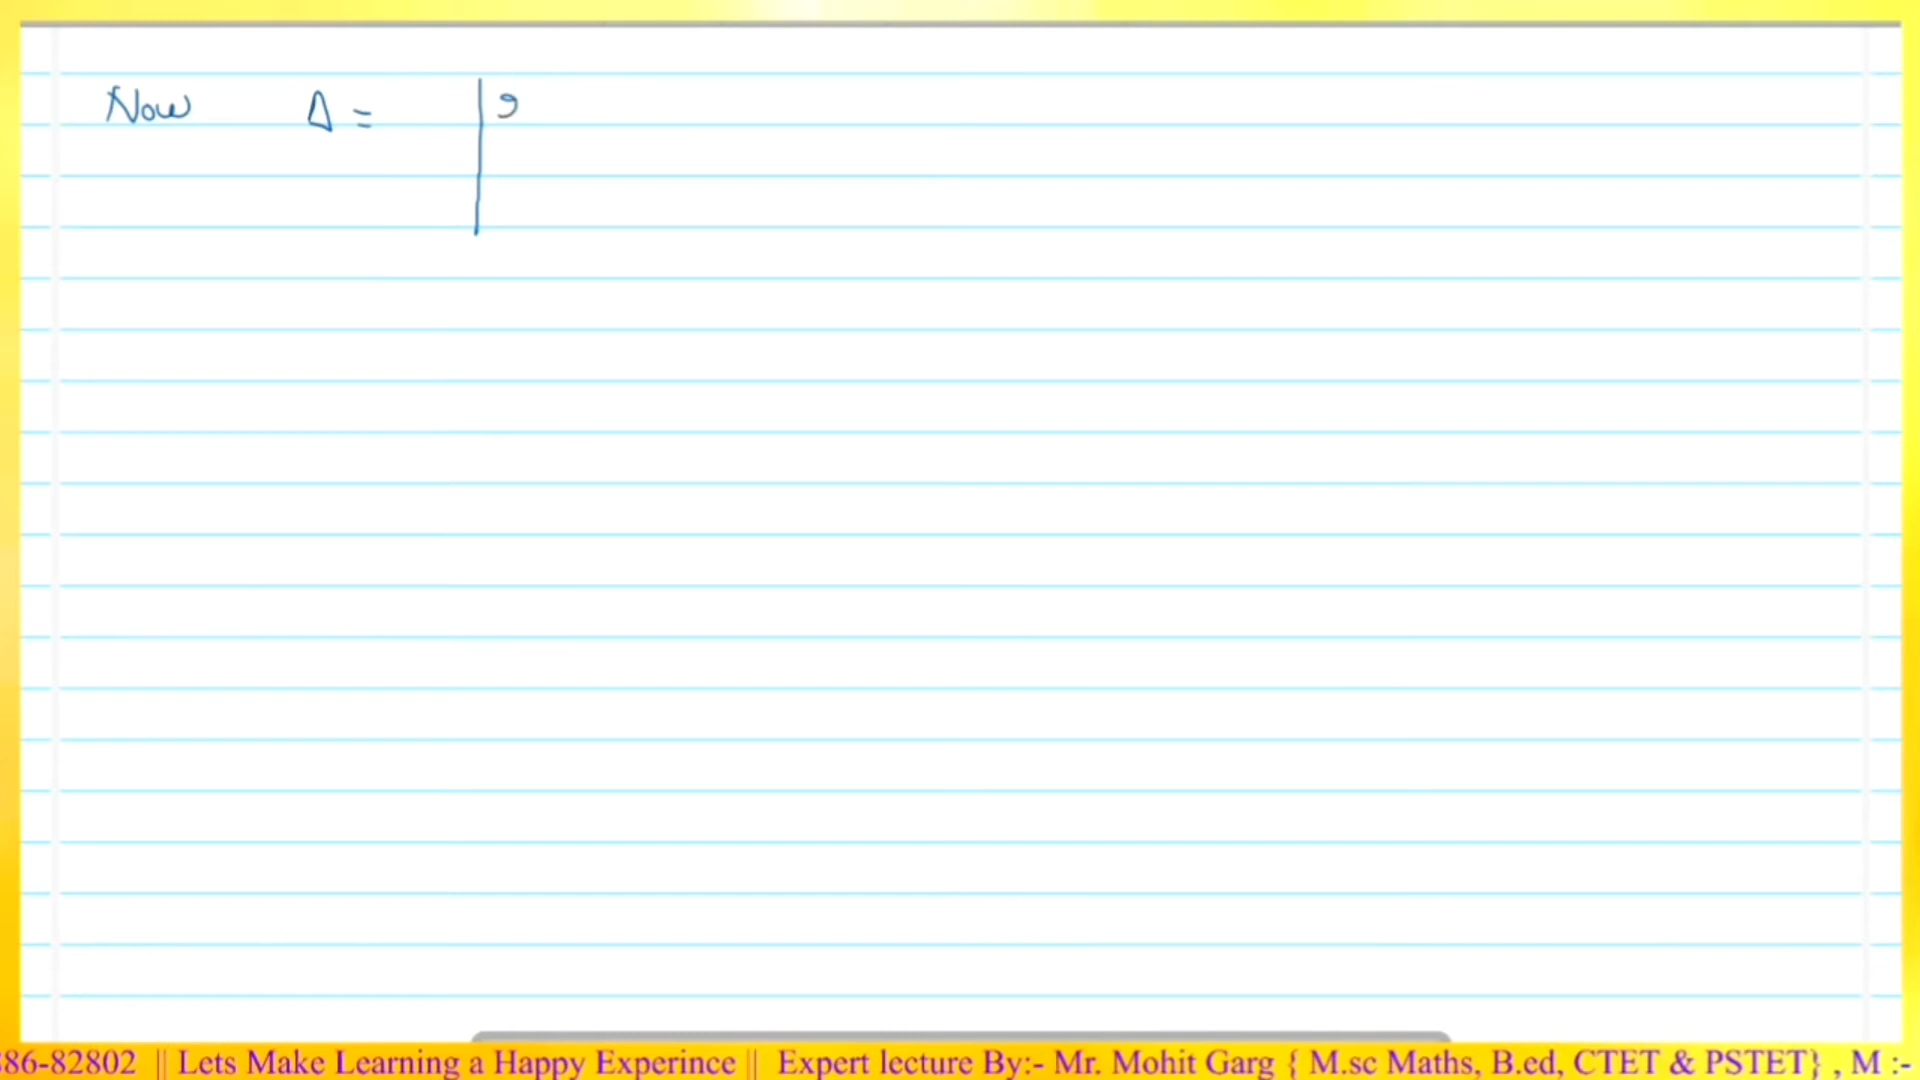 Now Δ = |
86-82802 || Lets Make Learning a Happy Experince || Expert lecture By:- Mr. Mohit Garg { M.sc Maths, B.ed, CTET & PSTET} , M :-